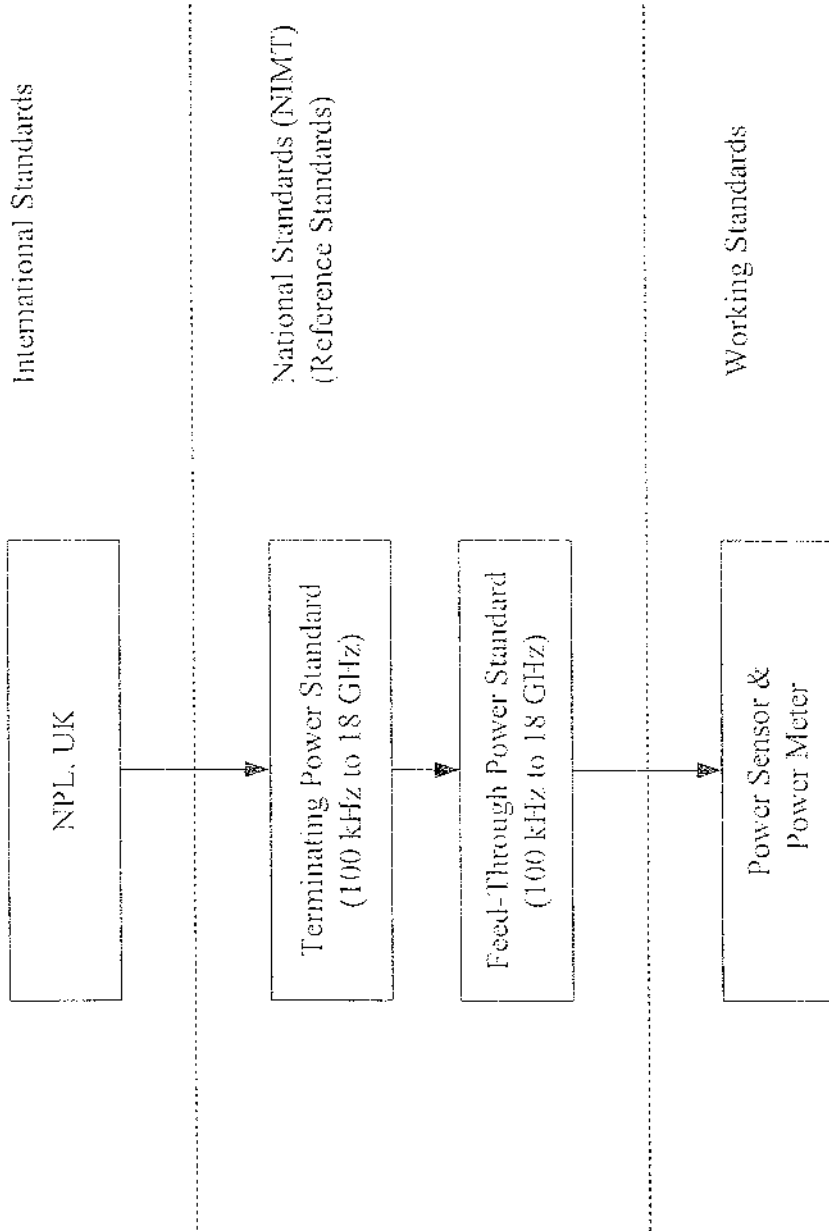 International Standards
NPL, UK
National Standards (NIMT)
(Reference Standards)
Terminating Power Standard
(100 kHz to 18 GHz)
Feed-Through Power Standard
(100 kHz to 18 GHz)
Working Standards
Power Sensor &
Power Meter